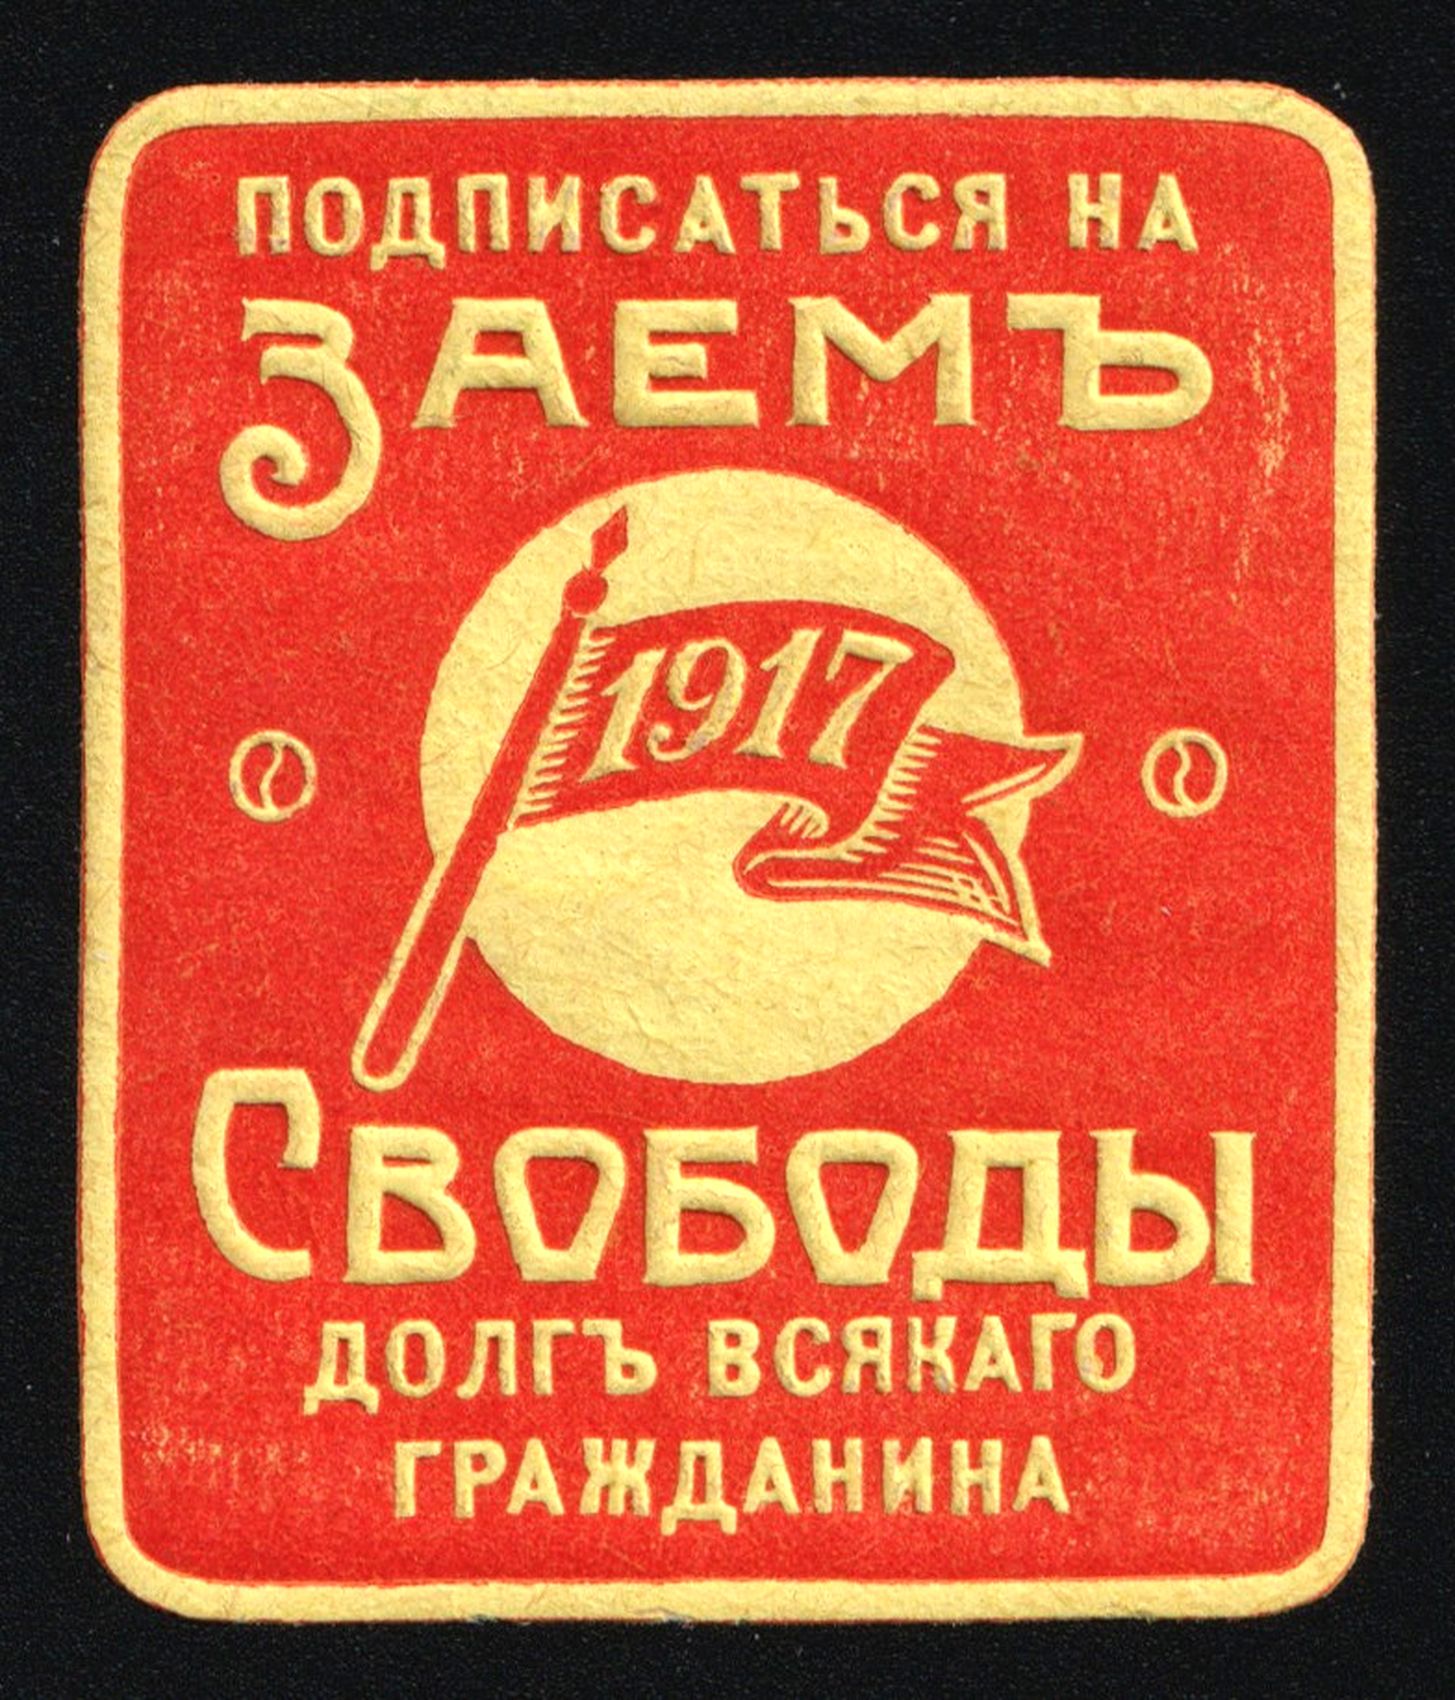 ПОДПИСАТЬСЯ НА
ЗАЕМЪ
1917
СВОБОДЫ
ДОЛГЪ ВСЯКАГО
ГРАЖДАНИНА